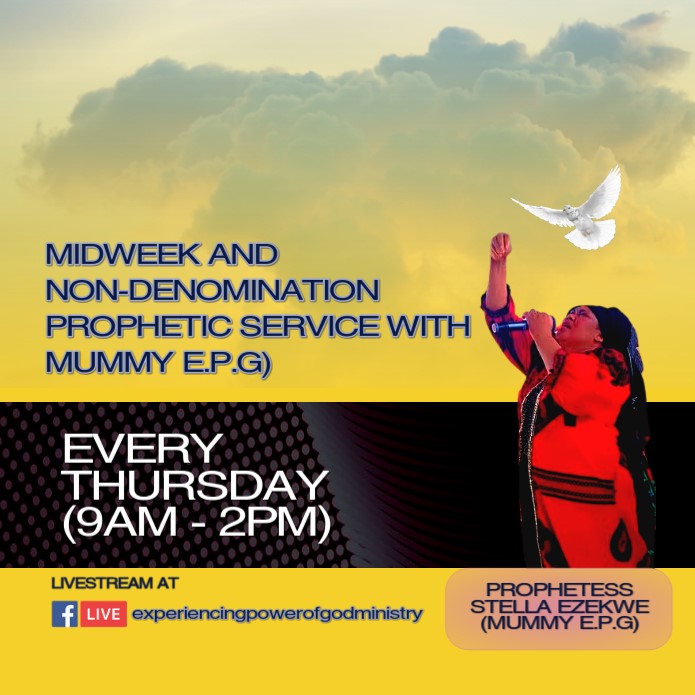 MIDWEEK AND
NON-DENOMINATION
PROPHETIC SERVICE WITH
MUMMY E.P.G)
EVERY
THURSDAY
(9AM - 2PM)
LIVESTREAM AT
f LIVE experiencingpowerofgodministry
PROPHETESS
STELLA EZEKWE
(MUMMY E.P.G)